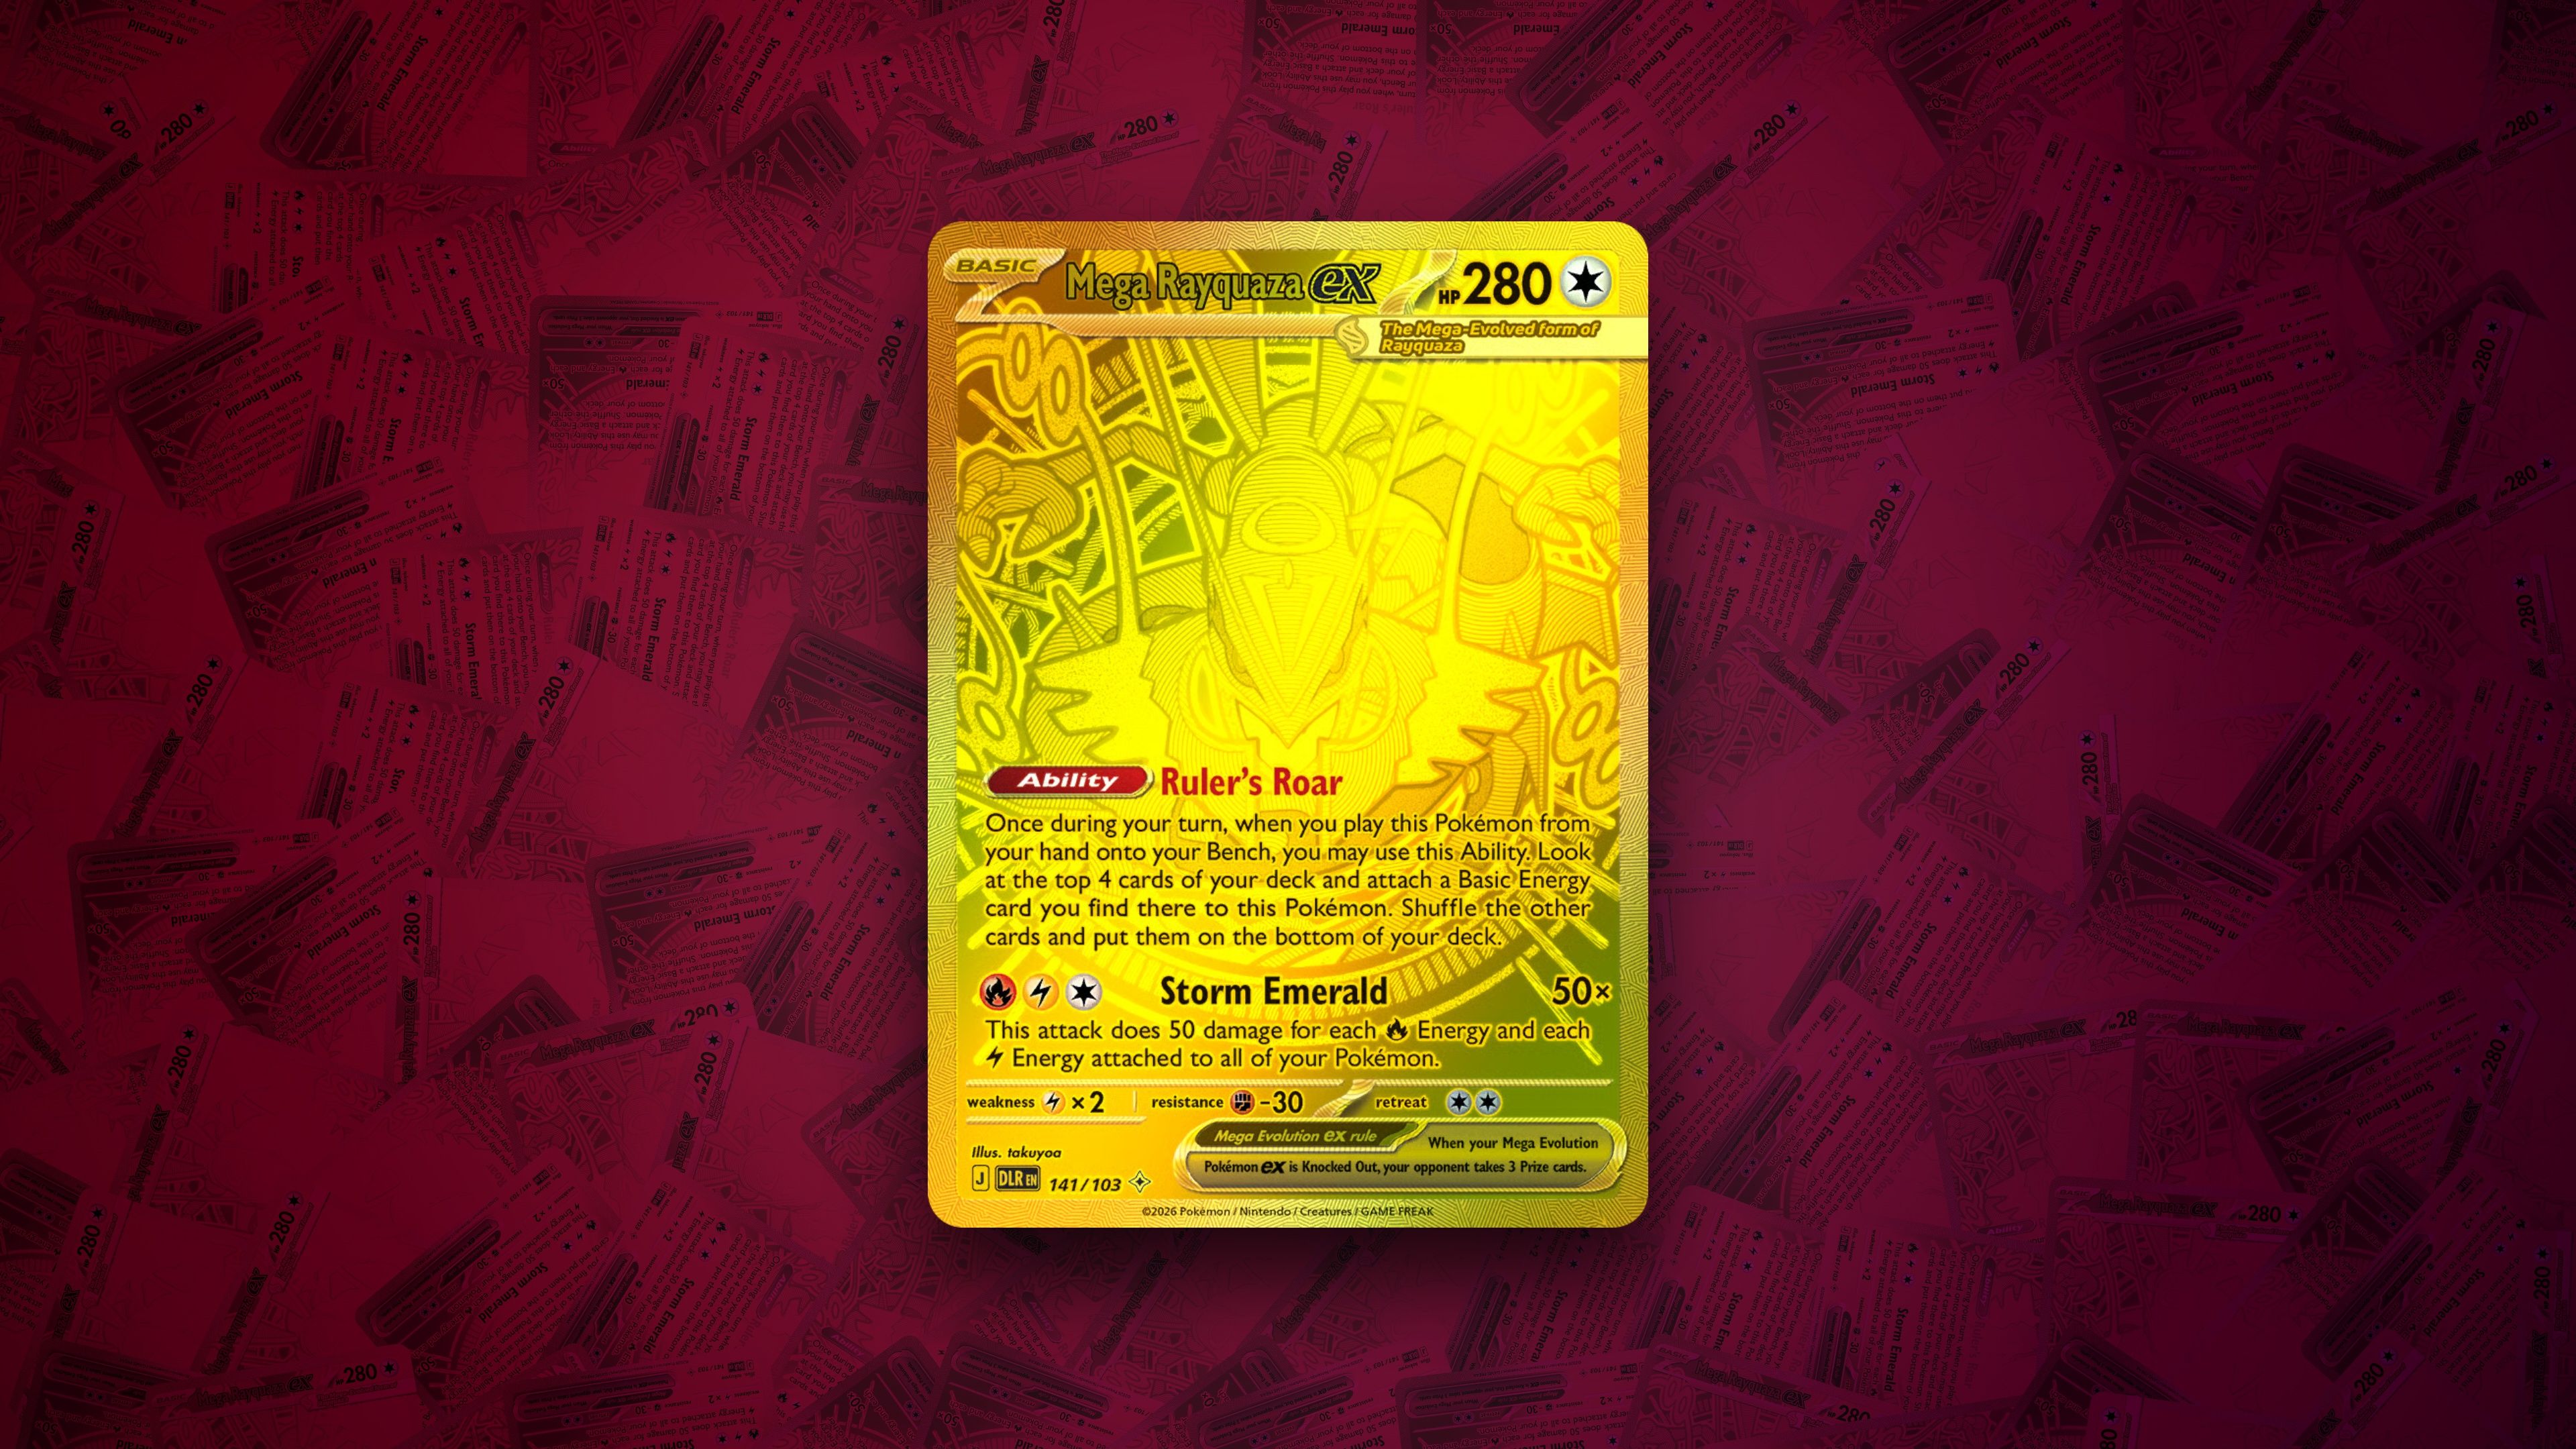 BASIC
Mega Rayquaza ex
HP 280
The Mega-Evolved form of
Rayquaza
Ability Ruler's Roar
Once during your turn, when you play this Pokémon from
your hand onto your Bench, you may use this Ability. Look
at the top 4 cards of your deck and attach a Basic Energy
card you find there to this Pokémon. Shuffle the other
cards and put them on the bottom of your deck.
Storm Emerald 50×
This attack does 50 damage for each Energy and each
Energy attached to all of your Pokémon.
weakness ×2 resistance -30 retreat
Mega Evolution ex rule When your Mega Evolution
Pokémon ex is Knocked Out, your opponent takes 3 Prize cards.
Illus. takuyoa
J DLR EN 141/103
©2026 Pokémon / Nintendo / Creatures / GAME FREAK